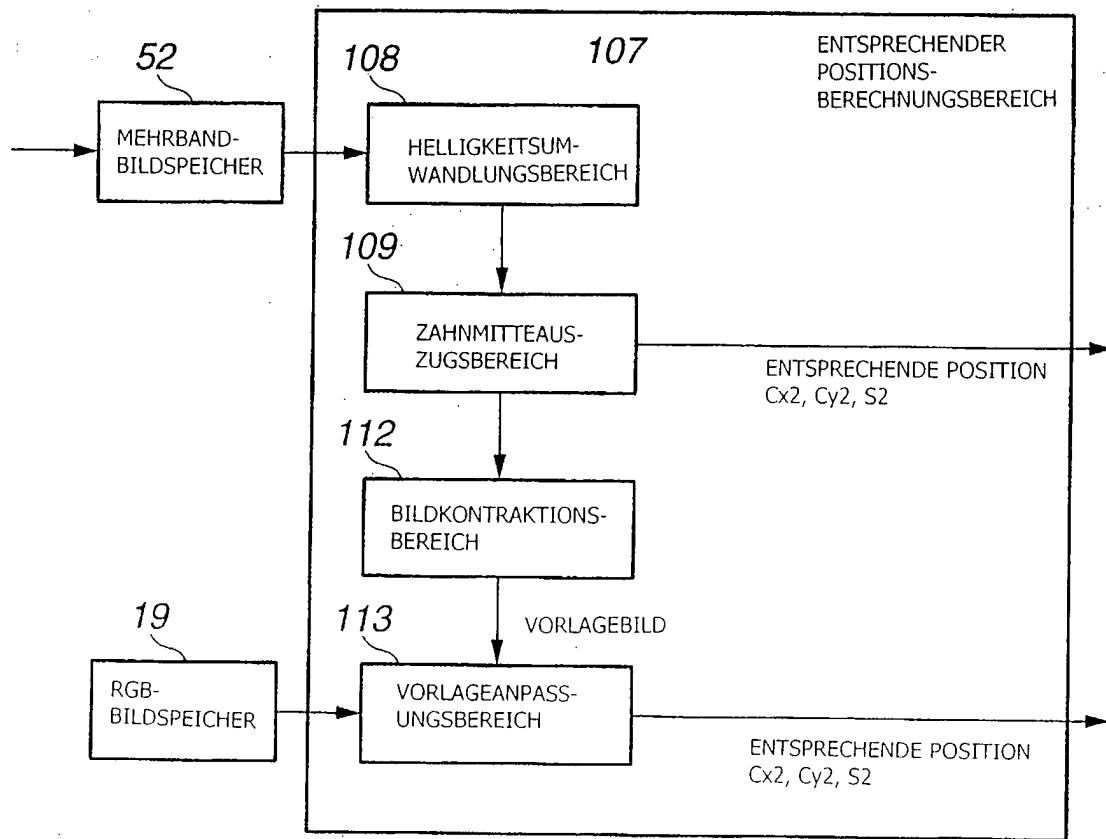 107
ENTSPRECHENDER
POSITIONS-
BERECHNUNGSBEREICH
52
MEHRBAND-
BILDSPEICHER
108
HELLIGKEITSUM-
WANDLUNGSBEREICH
109
ZAHNMITTEAUS-
ZUGSBEREICH
ENTSPRECHENDE POSITION
Cx2, Cy2, S2
112
BILDKONTRAKTIONS-
BEREICH
VORLAGEBILD
19
RGB-
BILDSPEICHER
113
VORLAGEANPASS-
UNGSBEREICH
ENTSPRECHENDE POSITION
Cx2, Cy2, S2